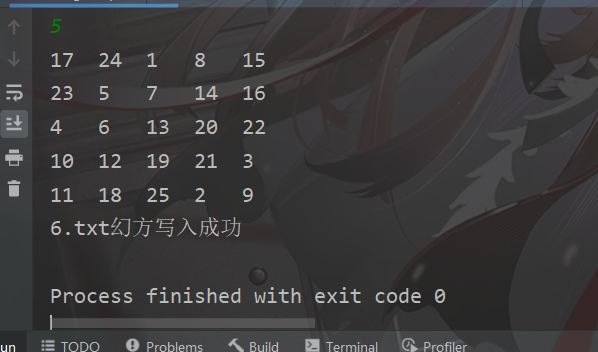 5
17 24 1 8 15
23 5 7 14 16
4 6 13 20 22
10 12 19 21 3
11 18 25 2 9
6.txt幻方写入成功
Process finished with exit code 0
un TODO Problems Build Terminal Profiler